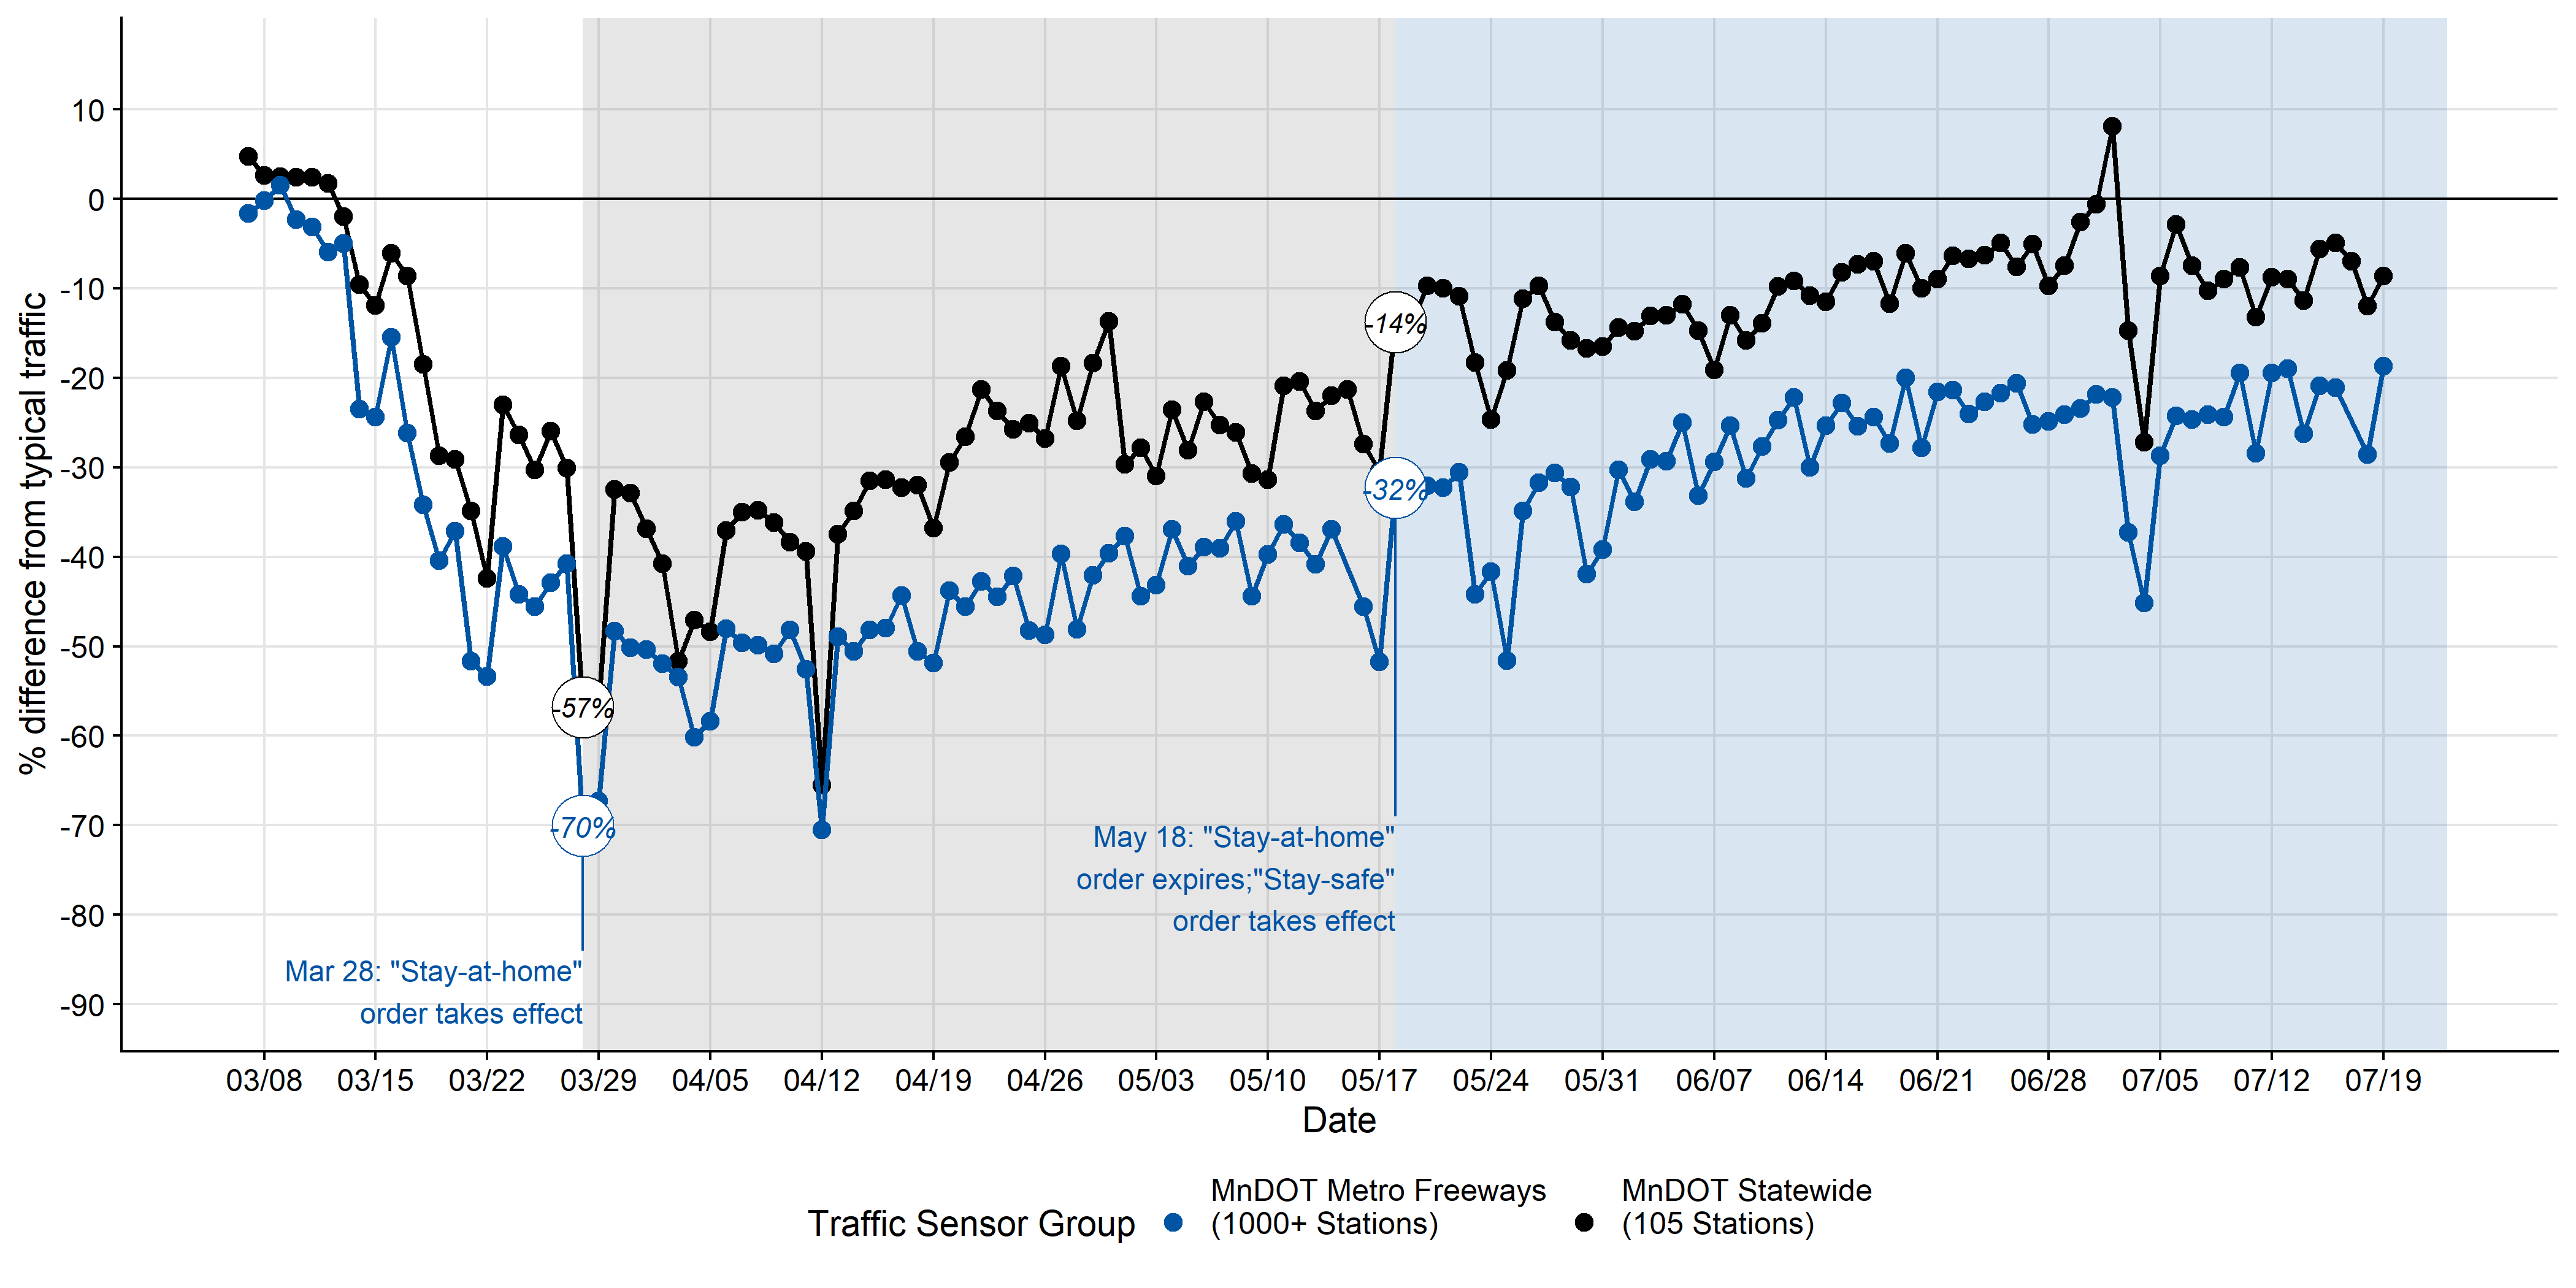 % difference from typical traffic
10
0
-10
-20
-30
-40
-50
-60
-70
-80
-90
-14%
-32%
-57%
-70%
May 18: "Stay-at-home"
order expires;"Stay-safe"
order takes effect
Mar 28: "Stay-at-home"
order takes effect
03/08 03/15 03/22 03/29 04/05 04/12 04/19 04/26 05/03 05/10 05/17 05/24 05/31 06/07 06/14 06/21 06/28 07/05 07/12 07/19
Date
Traffic Sensor Group
MnDOT Metro Freeways
(1000+ Stations)
MnDOT Statewide
(105 Stations)